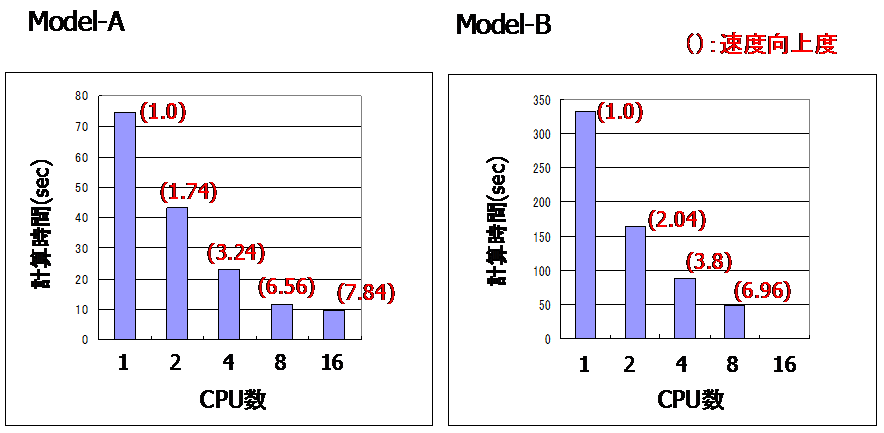 Model-A
Model-B
( ) : 速度向上度
80
70
60
50
40
30
20
10
0
計算時間(sec)
(1.0)
(1.74)
(3.24)
(6.56)
(7.84)
1 2 4 8 16
CPU数
350
300
250
200
150
100
50
0
計算時間(sec)
(1.0)
(2.04)
(3.8)
(6.96)
1 2 4 8 16
CPU数